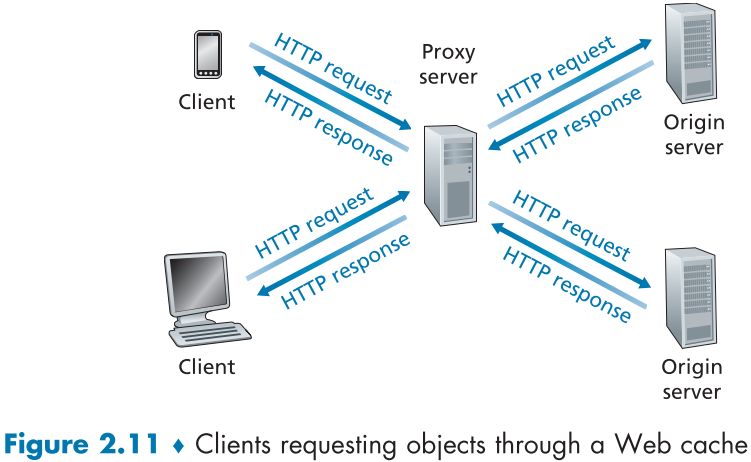 Client
HTTP request
HTTP response
Proxy
server
HTTP request
HTTP response
Origin
server
Client
HTTP request
HTTP response
HTTP request
HTTP response
Origin
server
Figure 2.11 ♦ Clients requesting objects through a Web cache